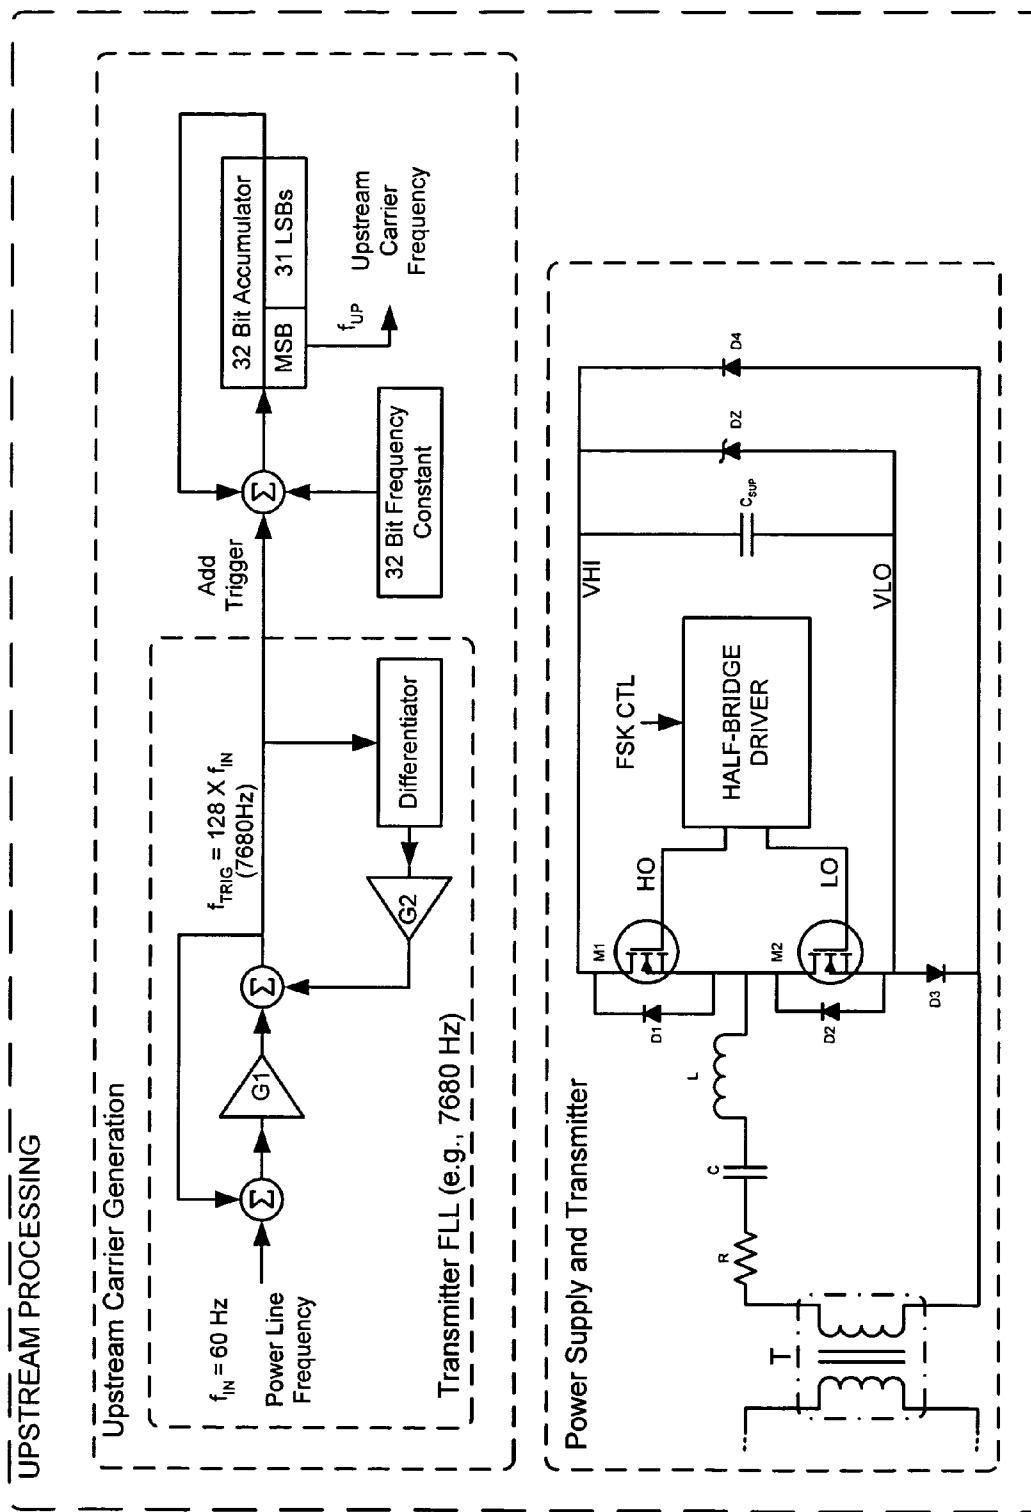 UPSTREAM PROCESSING
Upstream Carrier Generation
f_IN = 60 Hz
Power Line
Frequency
Σ
G1
Σ
f_TRIG = 128 X f_IN
(7680Hz)
G2
Differentiator
Transmitter FLL (e.g., 7680 Hz)
Add
Trigger
Σ
32 Bit Frequency
Constant
32 Bit Accumulator
MSB
31 LSBs
f_UP
Upstream
Carrier
Frequency
Power Supply and Transmitter
T
R
C
L
D1
M1
D2
M2
D3
HO
LO
FSK CTL
HALF-BRIDGE
DRIVER
VHI
VLO
C_SUP
DZ
D4